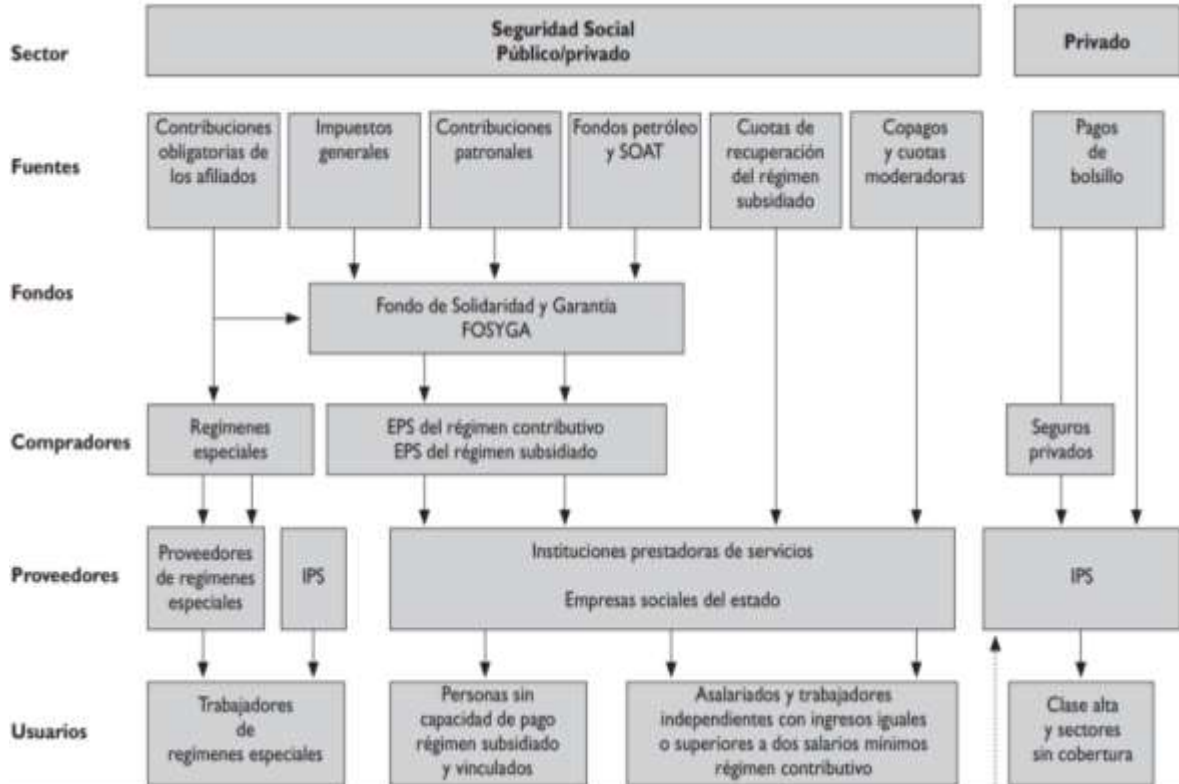 Sector
Seguridad Social
Público/privado
Privado
Fuentes
Contribuciones
obligatorias de
los afiliados
Impuestos
generales
Contribuciones
patronales
Fondos petróleo
y SOAT
Cuotas de
recuperación
del régimen
subsidiado
Copagos
y cuotas
moderadoras
Pagos
de
bolsillo
Fondos
Fondo de Solidaridad y Garantía
FOSYGA
Compradores
Regímenes
especiales
EPS del régimen contributivo
EPS del régimen subsidiado
Seguros
privados
Proveedores
Proveedores
de regimenes
especiales
IPS
Instituciones prestadoras de servicios
Empresas sociales del estado
IPS
Usuarios
Trabajadores
de
regimenes especiales
Personas sin
capacidad de pago
régimen subsidiado
y vinculados
Asalariados y trabajadores
independientes con ingresos iguales
o superiores a dos salarios mínimos
régimen contributivo
Clase alta
y sectores
sin cobertura